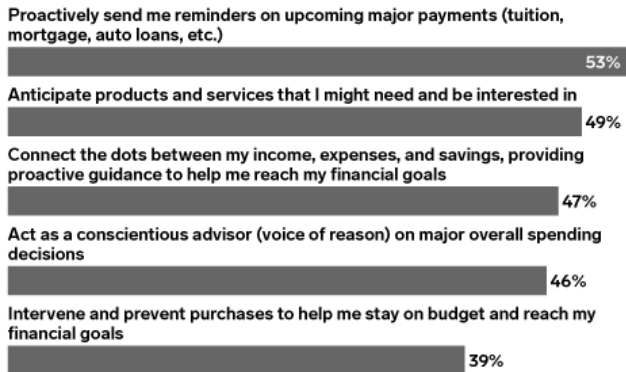 Proactively send me reminders on upcoming major payments (tuition,
mortgage, auto loans, etc.)
53%
Anticipate products and services that I might need and be interested in
49%
Connect the dots between my income, expenses, and savings, providing
proactive guidance to help me reach my financial goals
47%
Act as a conscientious advisor (voice of reason) on major overall spending
decisions
46%
Intervene and prevent purchases to help me stay on budget and reach my
financial goals
39%